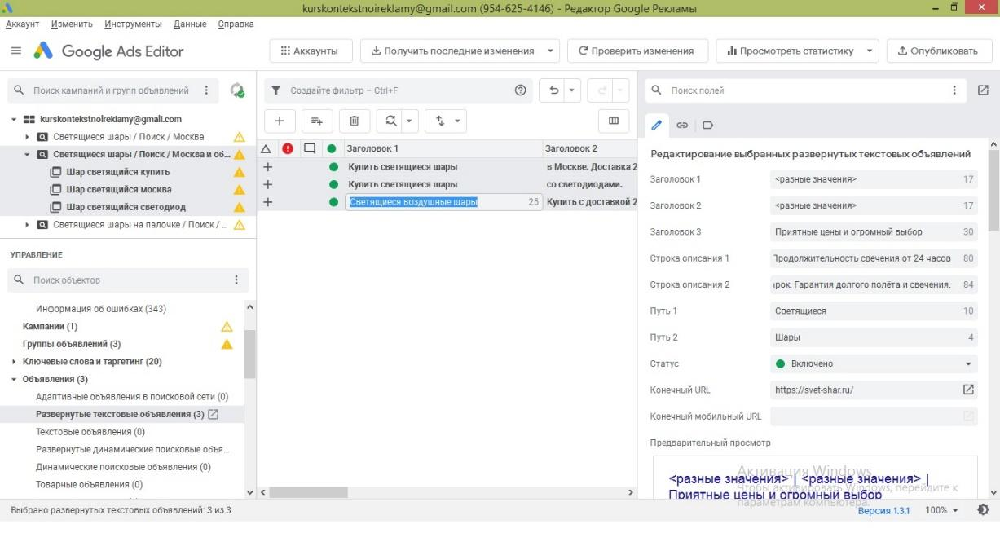 kurskontekstnoireklamy@gmail.com (954-625-4146) - Редактор Google Рекламы
Аккаунт Изменить Инструменты Данные Справка
Google Ads Editor
Аккаунты
Получить последние изменения
Проверить изменения
Просмотреть статистику
Опубликовать
Поиск кампаний и групп объявлений
kurskontekstnoireklamy@gmail.com
Светящиеся шары / Поиск / Москва
Светящиеся шары / Поиск / Москва и об...
Шар светящийся купить
Шар светящийся москва
Шар светящийся светодиод
Светящиеся шары на палочке / Поиск / ...
УПРАВЛЕНИЕ
Поиск объектов
Информация об ошибках (343)
Кампании (1)
Группы объявлений (3)
Ключевые слова и таргетинг (20)
Объявления (3)
Адаптивные объявления в поисковой сети (0)
Развернутые текстовые объявления (3)
Текстовые объявления (0)
Развернутые динамические поисковые объя...
Динамические поисковые объявления (0)
Товарные объявления (0)
Создайте фильтр – Ctrl+F
Заголовок 1 Заголовок 2
Купить светящиеся шары в Москве. Доставка 2
Купить светящиеся шары со светодиодами.
Светящиеся воздушные шары 25 Купить с доставкой 2
Поиск полей
Редактирование выбранных развернутых текстовых объявлений
Заголовок 1 <разные значения> 17
Заголовок 2 <разные значения> 17
Заголовок 3 Приятные цены и огромный выбор 30
Строка описания 1 Продолжительность свечения от 24 часов 80
Строка описания 2 рок. Гарантия долгого полёта и свечения. 84
Путь 1 Светящиеся 10
Путь 2 Шары 4
Статус Включено
Конечный URL https://svet-shar.ru/
Конечный мобильный URL
Предварительный просмотр
<разные значения> | <разные значения> |
Приятные цены и огромный выбор
Активация Windows
Чтобы активировать Windows, перейдите к
параметрам компьютера.
Выбрано развернутых текстовых объявлений: 3 из 3
Версия 1.3.1 100%